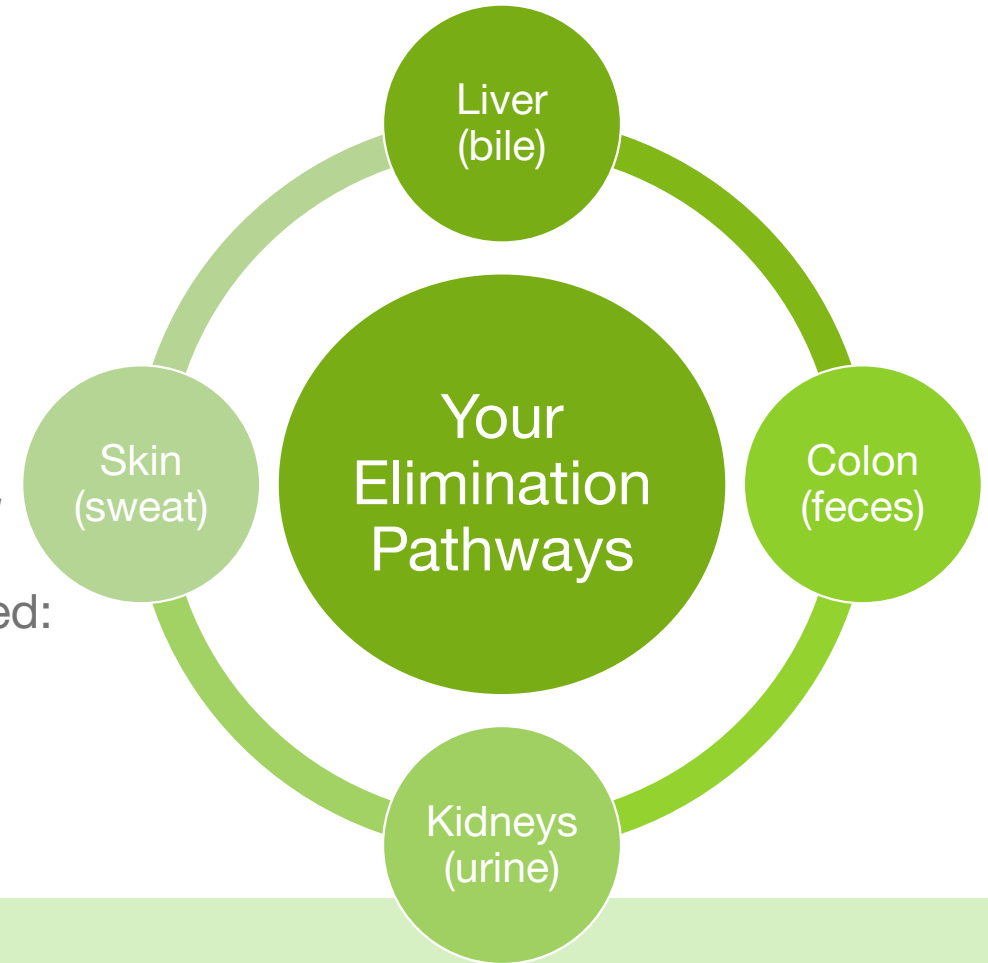 Liver
(bile)
Your
Elimination
Pathways
Skin
(sweat)
Colon
(feces)
ed:
Kidneys
(urine)